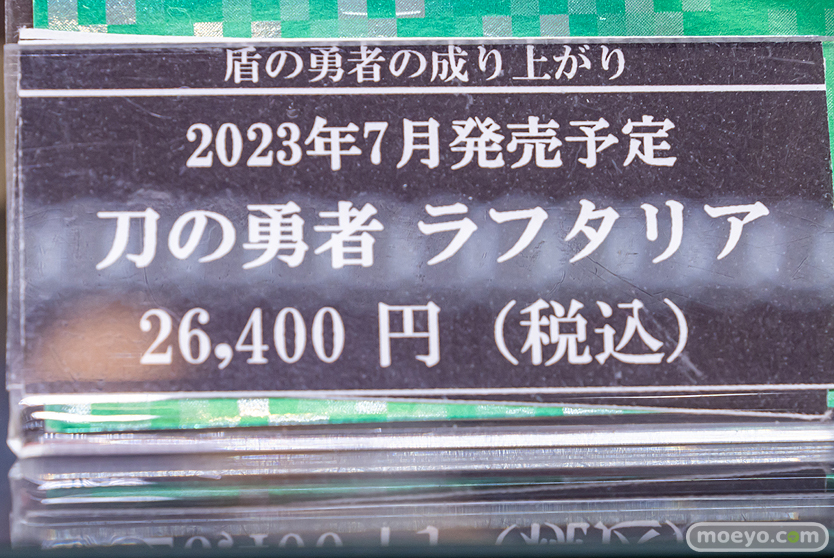 盾の勇者の成り上がり
2023年7月発売予定
刀の勇者 ラフタリア
26,400 円（税込）
moeyo.com